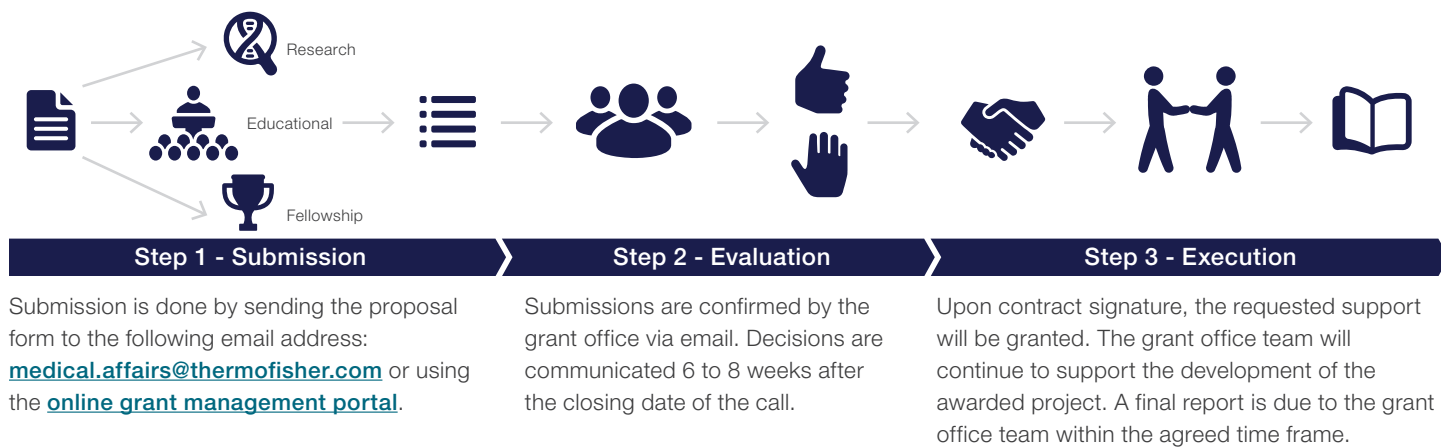 Research
Educational
Fellowship
Step 1 - Submission
Step 2 - Evaluation
Step 3 - Execution
Submission is done by sending the proposal
form to the following email address:
medical.affairs@thermofisher.com or using
the online grant management portal.
Submissions are confirmed by the
grant office via email. Decisions are
communicated 6 to 8 weeks after
the closing date of the call.
Upon contract signature, the requested support
will be granted. The grant office team will
continue to support the development of the
awarded project. A final report is due to the grant
office team within the agreed time frame.